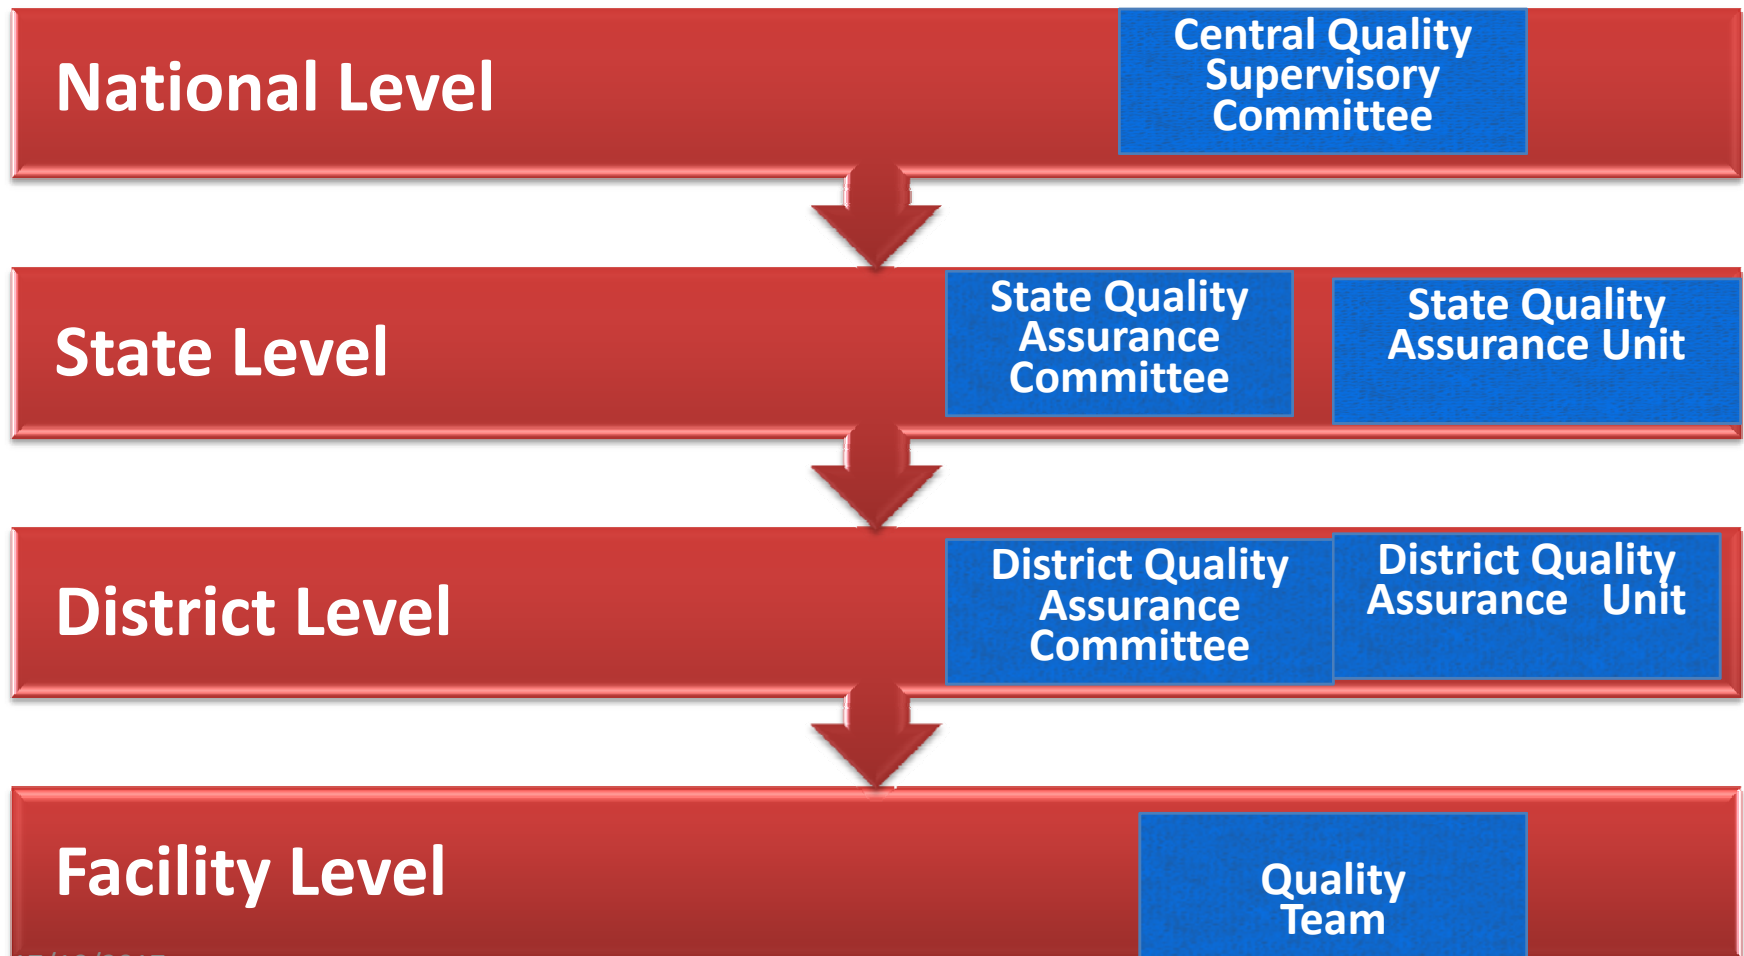 National Level
Central Quality
Supervisory
Committee
State Level
State Quality
Assurance
Committee
State Quality
Assurance Unit
District Level
District Quality
Assurance
Committee
District Quality
Assurance Unit
Facility Level
Quality
Team